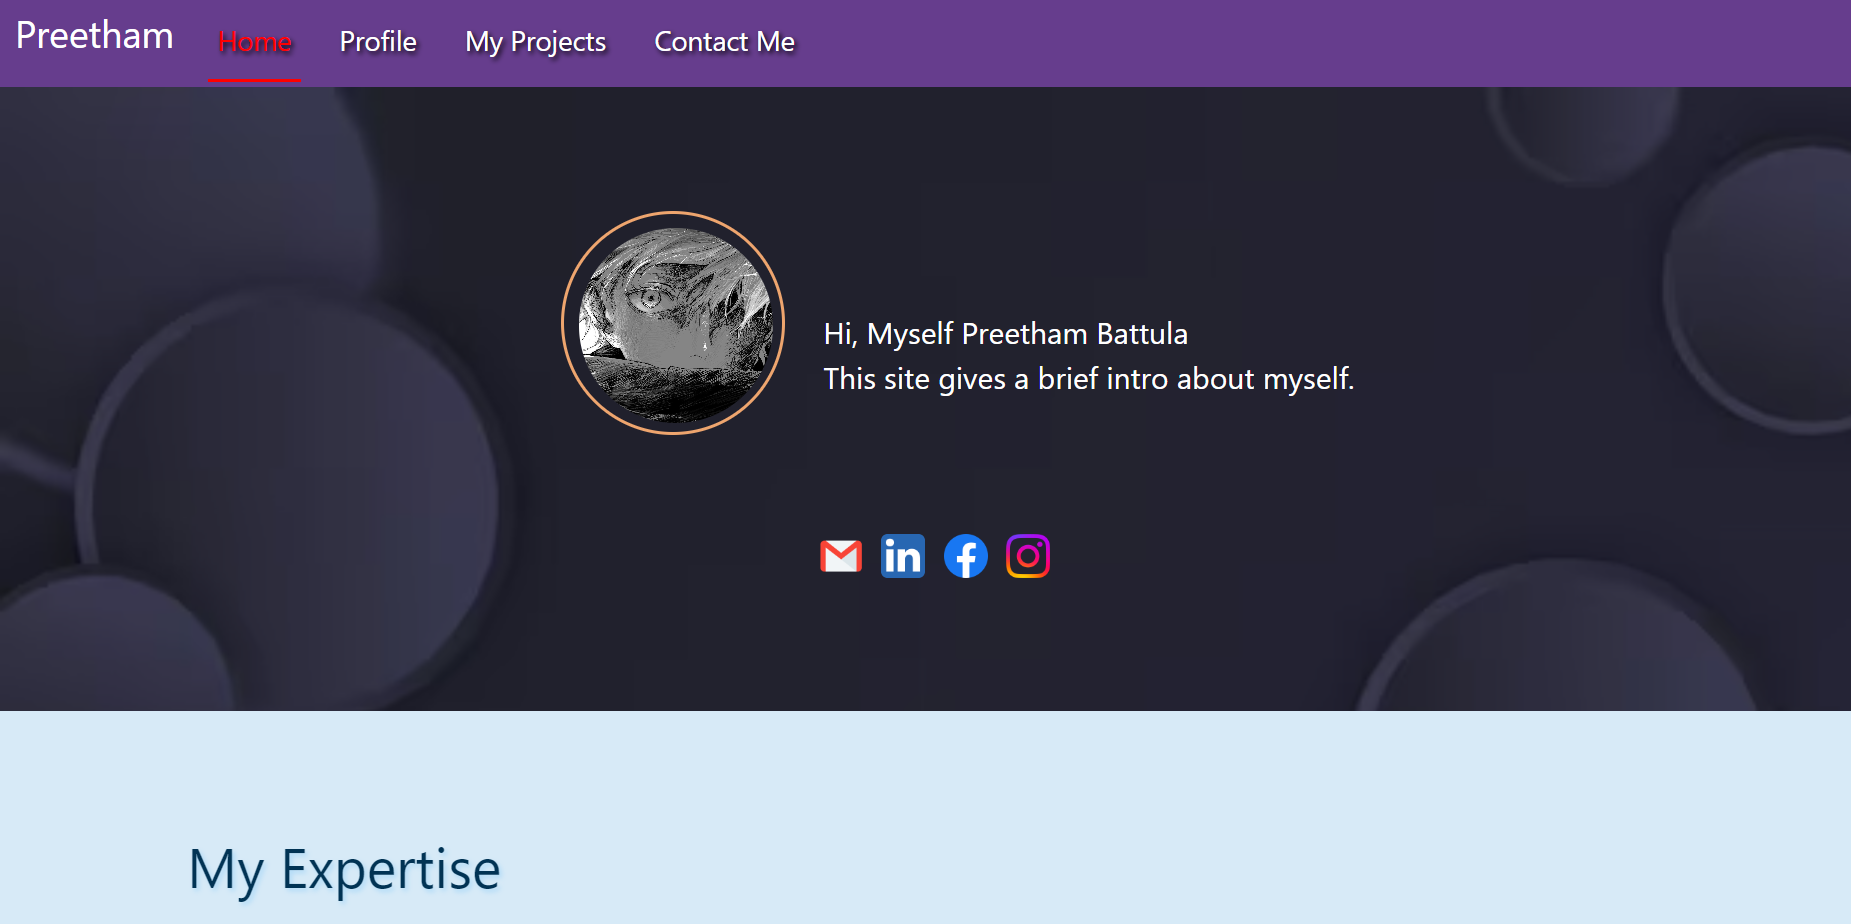 Preetham
Home
Profile
My Projects
Contact Me
Hi, Myself Preetham Battula
This site gives a brief intro about myself.
in
My Expertise